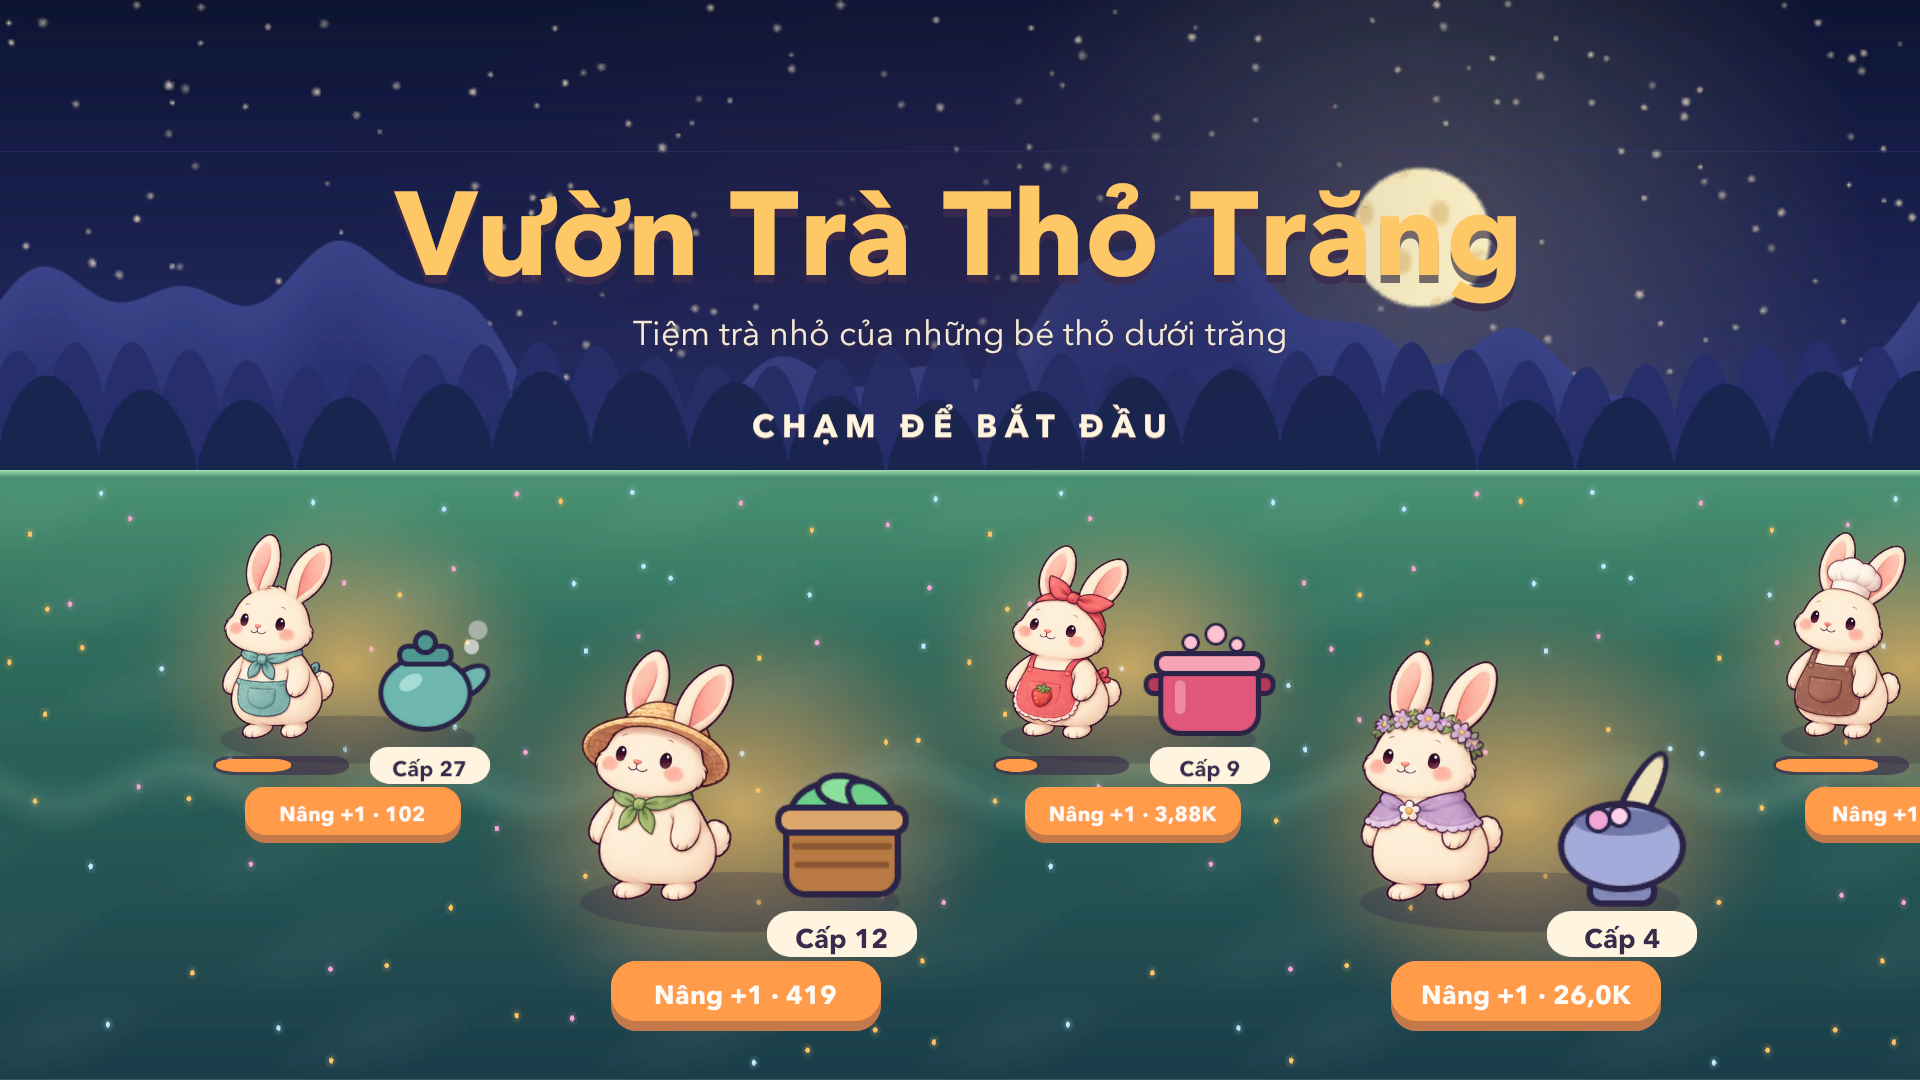 Vườn Trà Thỏ Trăng
Tiệm trà nhỏ của những bé thỏ dưới trăng
CHẠM ĐỂ BẮT ĐẦU
Cấp 27
Nâng +1 · 102
Cấp 12
Nâng +1 · 419
Cấp 9
Nâng +1 · 3,88K
Cấp 4
Nâng +1 · 26,0K
Nâng +1